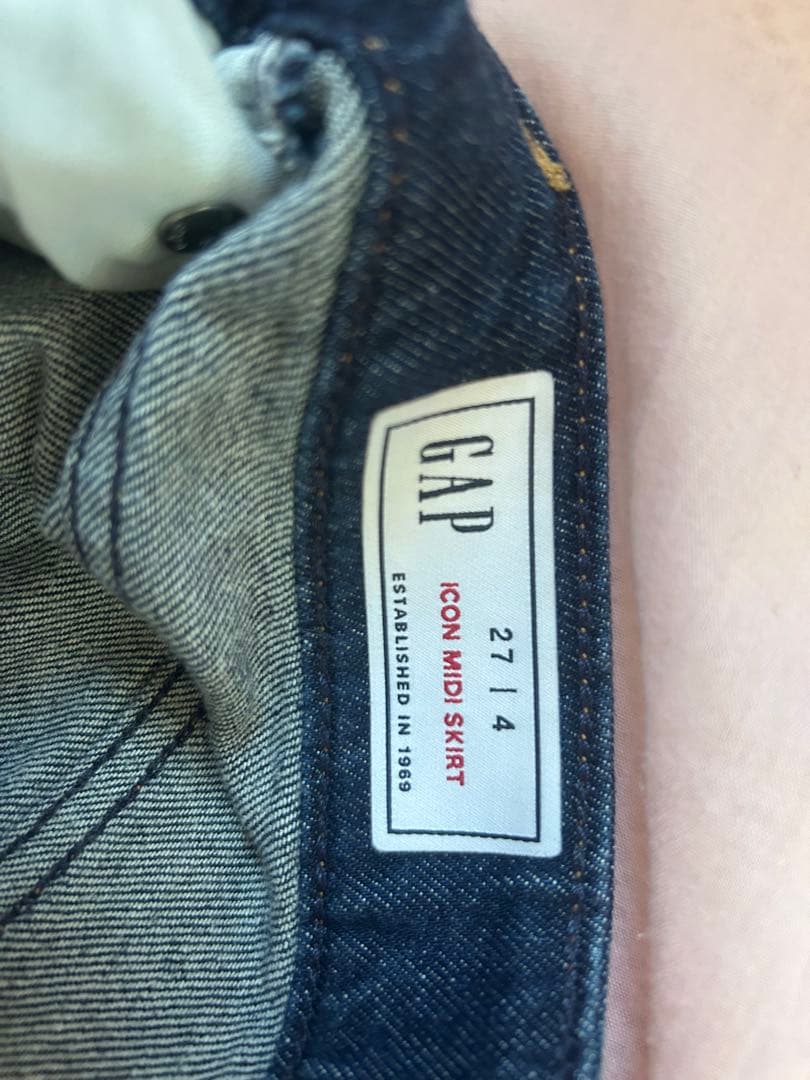 GAP
27 | 4
ICON MIDI SKIRT
ESTABLISHED IN 1969